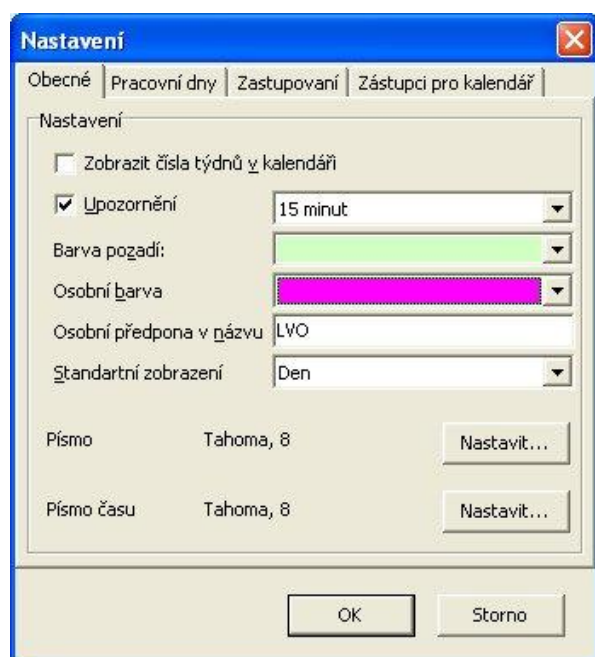 Nastavení
Obecné Pracovní dny Zastupovaní Zástupci pro kalendář
Nastavení
Zobrazit čísla týdnů v kalendáři
Upozornění 15 minut
Barva pozadí:
Osobní barva
Osobní předpona v názvu LVO
Standartní zobrazení Den
Písmo Tahoma, 8 Nastavit...
Písmo času Tahoma, 8 Nastavit...
OK Storno